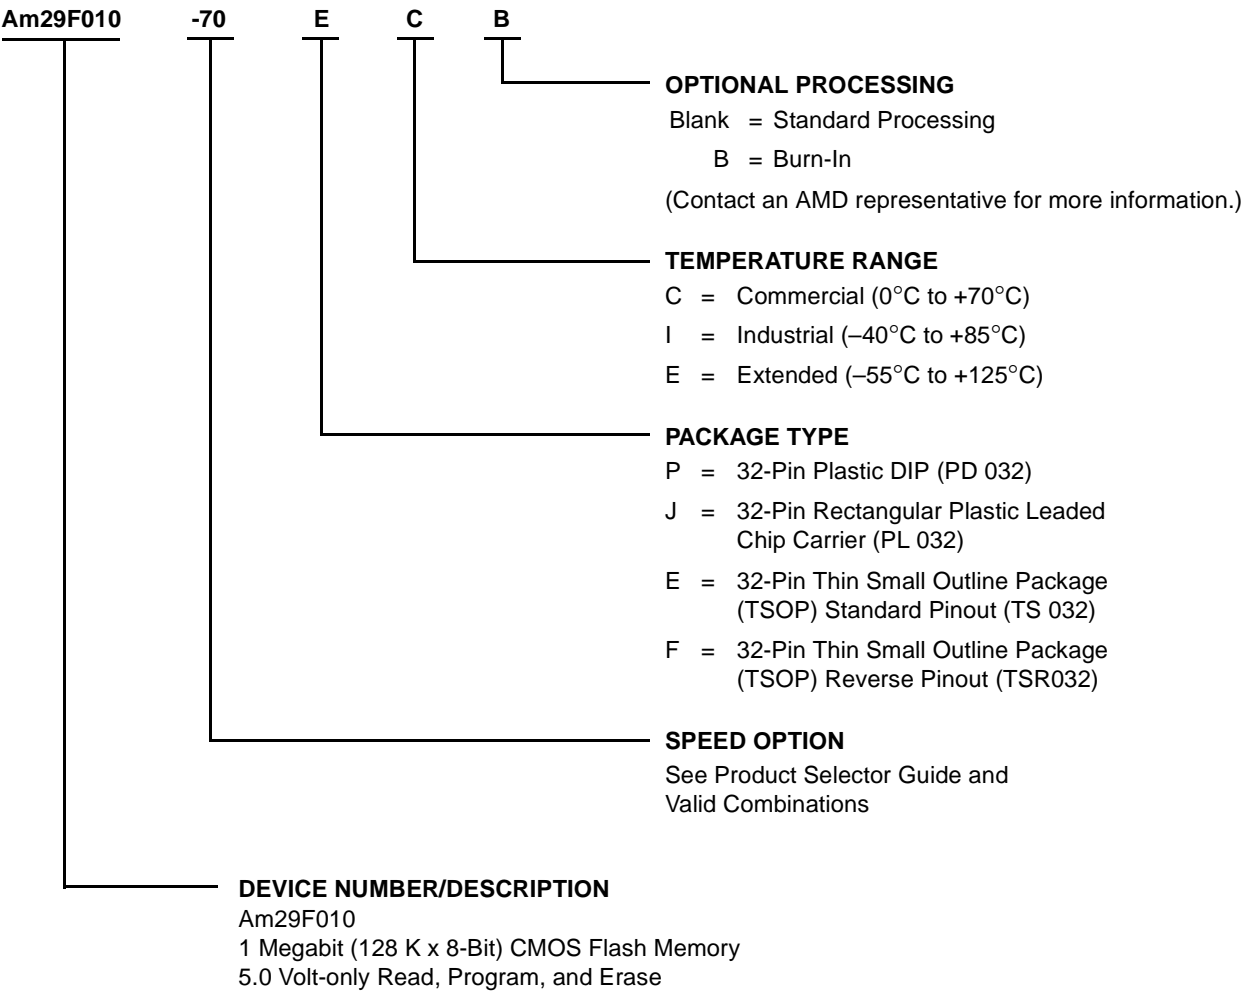 Am29F010 -70 E C B
OPTIONAL PROCESSING
Blank = Standard Processing
B = Burn-In
(Contact an AMD representative for more information.)
TEMPERATURE RANGE
C = Commercial (0°C to +70°C)
I = Industrial (–40°C to +85°C)
E = Extended (–55°C to +125°C)
PACKAGE TYPE
P = 32-Pin Plastic DIP (PD 032)
J = 32-Pin Rectangular Plastic Leaded
Chip Carrier (PL 032)
E = 32-Pin Thin Small Outline Package
(TSOP) Standard Pinout (TS 032)
F = 32-Pin Thin Small Outline Package
(TSOP) Reverse Pinout (TSR032)
SPEED OPTION
See Product Selector Guide and
Valid Combinations
DEVICE NUMBER/DESCRIPTION
Am29F010
1 Megabit (128 K x 8-Bit) CMOS Flash Memory
5.0 Volt-only Read, Program, and Erase